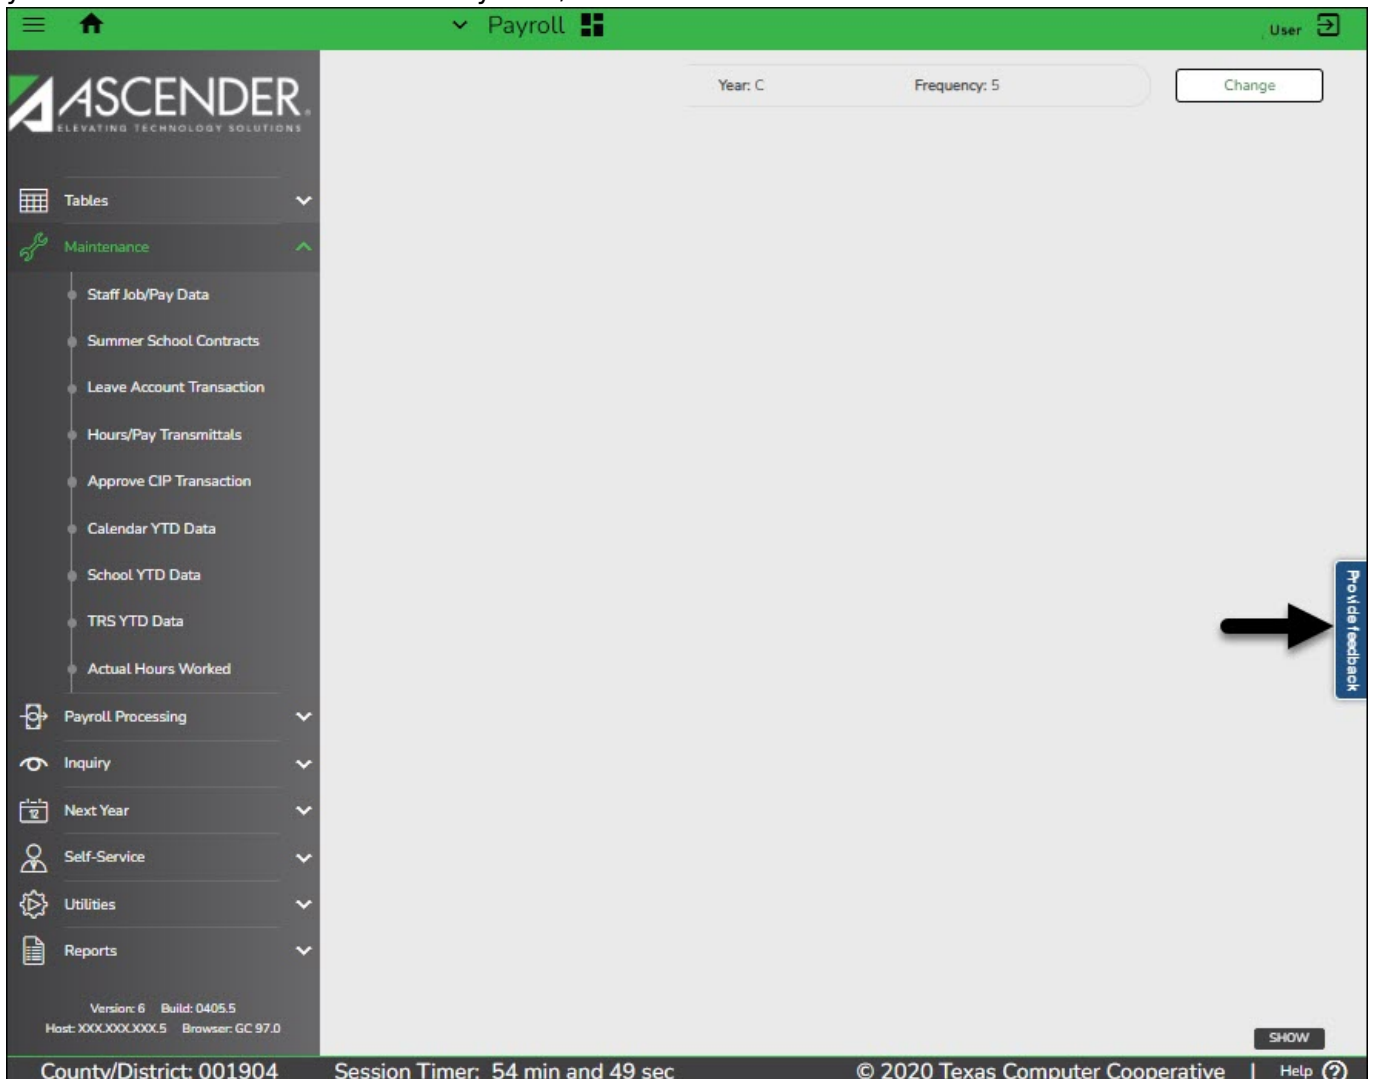 Payroll
User
ASCENDER
ELEVATING TECHNOLOGY SOLUTIONS
Year: C Frequency: 5 Change
Tables
Maintenance
Staff Job/Pay Data
Summer School Contracts
Leave Account Transaction
Hours/Pay Transmittals
Approve CIP Transaction
Calendar YTD Data
School YTD Data
TRS YTD Data
Actual Hours Worked
Provide feedback
Payroll Processing
Inquiry
12
Next Year
Self-Service
Utilities
Reports
Version: 6 Build: 0405.5
Host: XXX.XXX.XXX.5 Browser: GC 97.0
SHOW
County/District: 001904 Session Timer: 54 min and 49 sec © 2020 Texas Computer Cooperative | Help ?